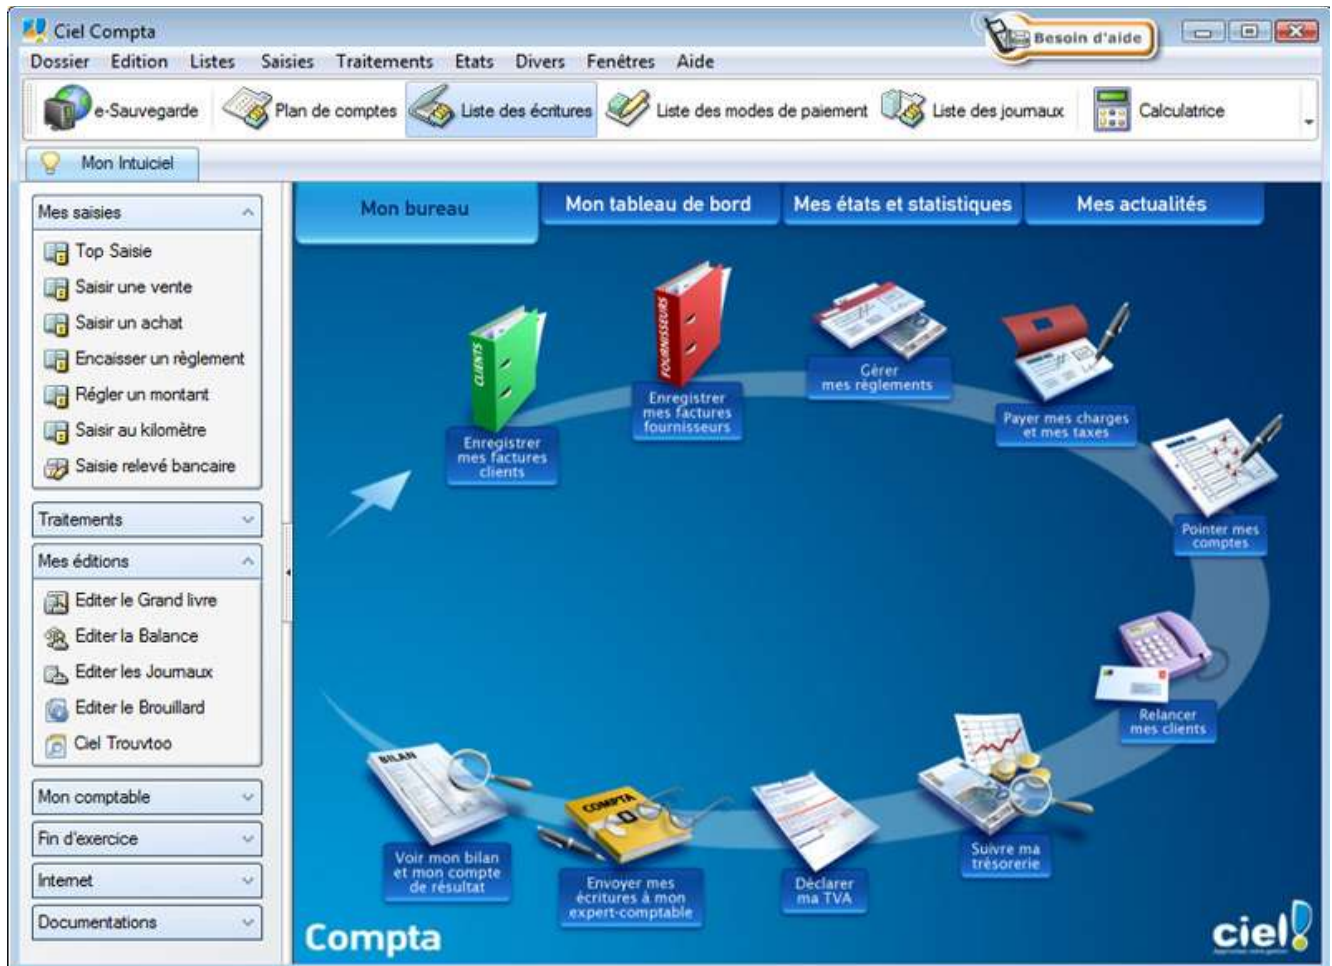 Ciel Compta
Besoin d'aide
Dossier Edition Listes Saisies Traitements Etats Divers Fenêtres Aide
e-Sauvegarde Plan de comptes Liste des écritures Liste des modes de paiement Liste des journaux Calculatrice
Mon Intuiciel
Mes saisies
Top Saisie
Saisir une vente
Saisir un achat
Encaisser un règlement
Régler un montant
Saisir au kilomètre
Saisie relevé bancaire
Traitements
Mes éditions
Editer le Grand livre
Editer la Balance
Editer les Journaux
Editer le Brouillard
Ciel Trouvtoo
Mon comptable
Fin d'exercice
Internet
Documentations
Mon bureau Mon tableau de bord Mes états et statistiques Mes actualités
CLIENTS
Enregistrer
mes factures
clients
FOURNISSEURS
Enregistrer
mes factures
fournisseurs
Gérer
mes règlements
Payer mes charges
et mes taxes
Pointer mes
comptes
Relancer
mes clients
Suivre ma
trésorerie
Déclarer
ma TVA
COMPTA
Envoyer mes
écritures à mon
expert-comptable
BILAN
Voir mon bilan
et mon compte
de résultat
Compta
ciel!